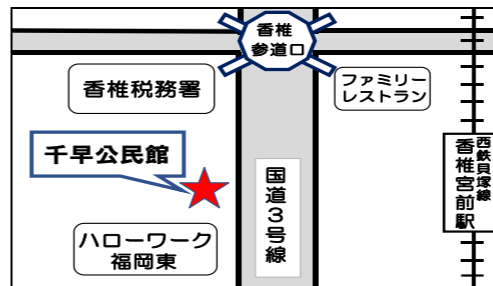 香椎
参道口
香椎税務署
ファミリー
レストラン
千早公民館
国道3号線
西鉄貝塚線
香椎宮前駅
ハローワーク
福岡東